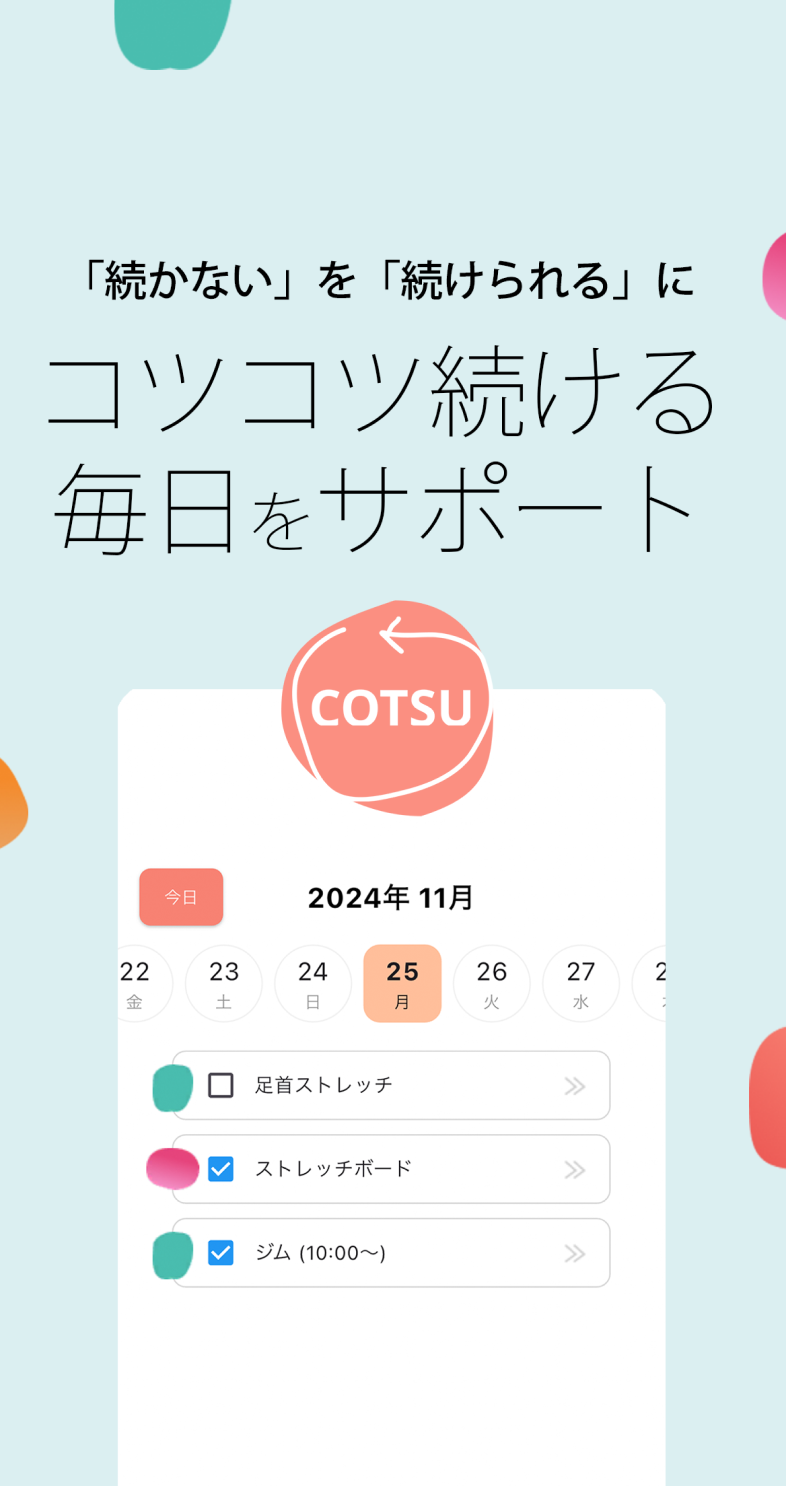 「続かない」を「続けられる」に
コツコツ続ける
毎日をサポート
COTSU
今日
2024年 11月
22 23 24 25 26 27 2
金 土 日 月 火 水
足首ストレッチ
ストレッチボード
ジム (10:00〜)